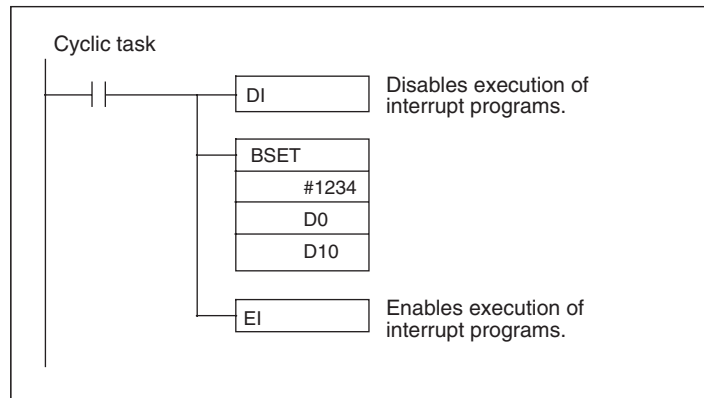 Cyclic task
DI
Disables execution of
interrupt programs.
BSET
#1234
D0
D10
EI
Enables execution of
interrupt programs.